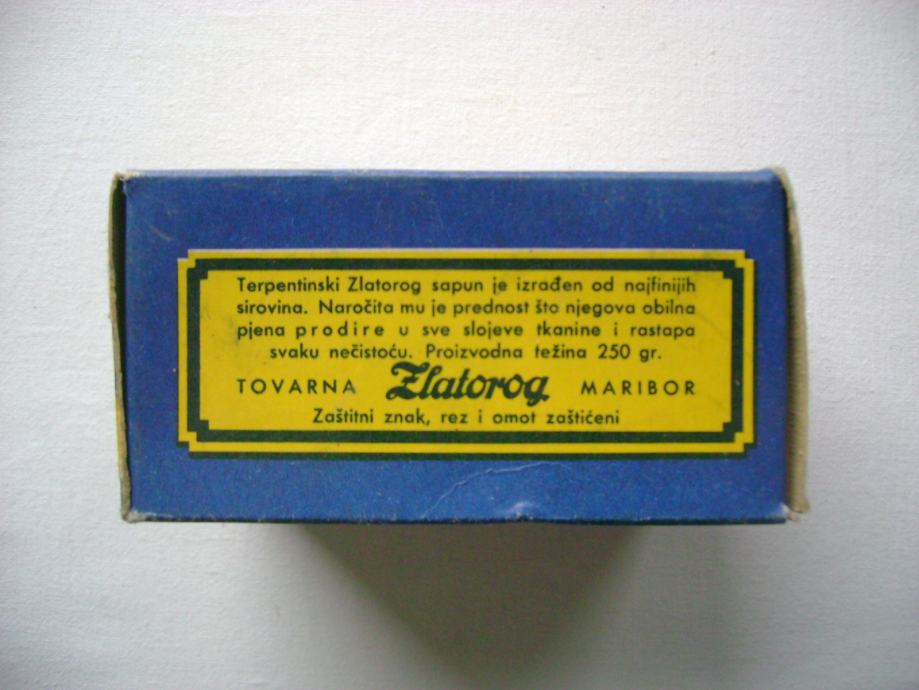 Terpentinski Zlatorog sapun je izrađen od najfinijih
sirovina. Naročita mu je prednost što njegova obilna
pjena prodire u sve slojeve tkanine i rastapa
svaku nečistoću. Proizvodna težina 250 gr.
TOVARNA Zlatorog MARIBOR
Zaštitni znak, rez i omot zaštićeni